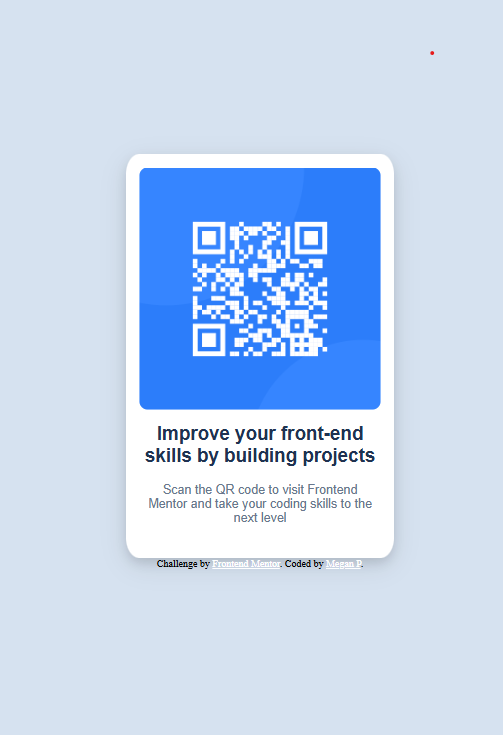 Improve your front-end
skills by building projects
Scan the QR code to visit Frontend
Mentor and take your coding skills to the
next level
Challenge by Frontend Mentor. Coded by Megan P.